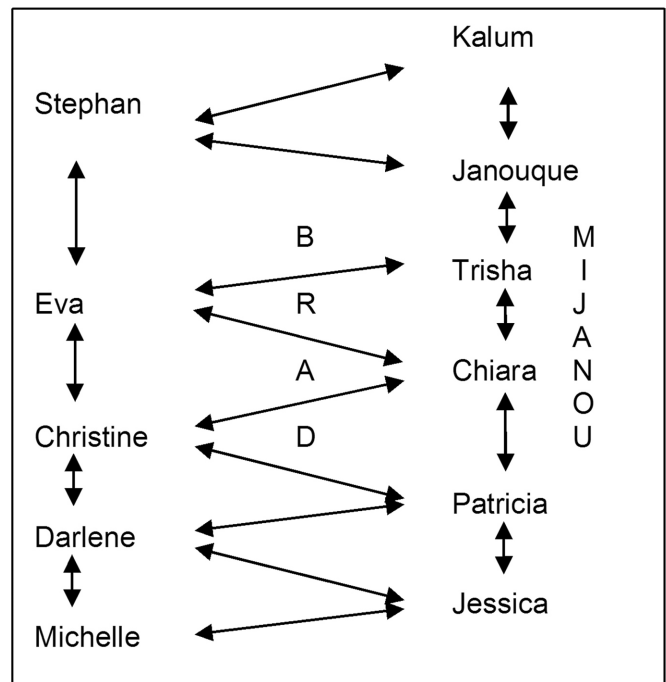 Kalum
Stephan
Janouque
B
R
A
D
M
I
J
A
N
O
U
Trisha
Eva
Chiara
Christine
Patricia
Darlene
Jessica
Michelle